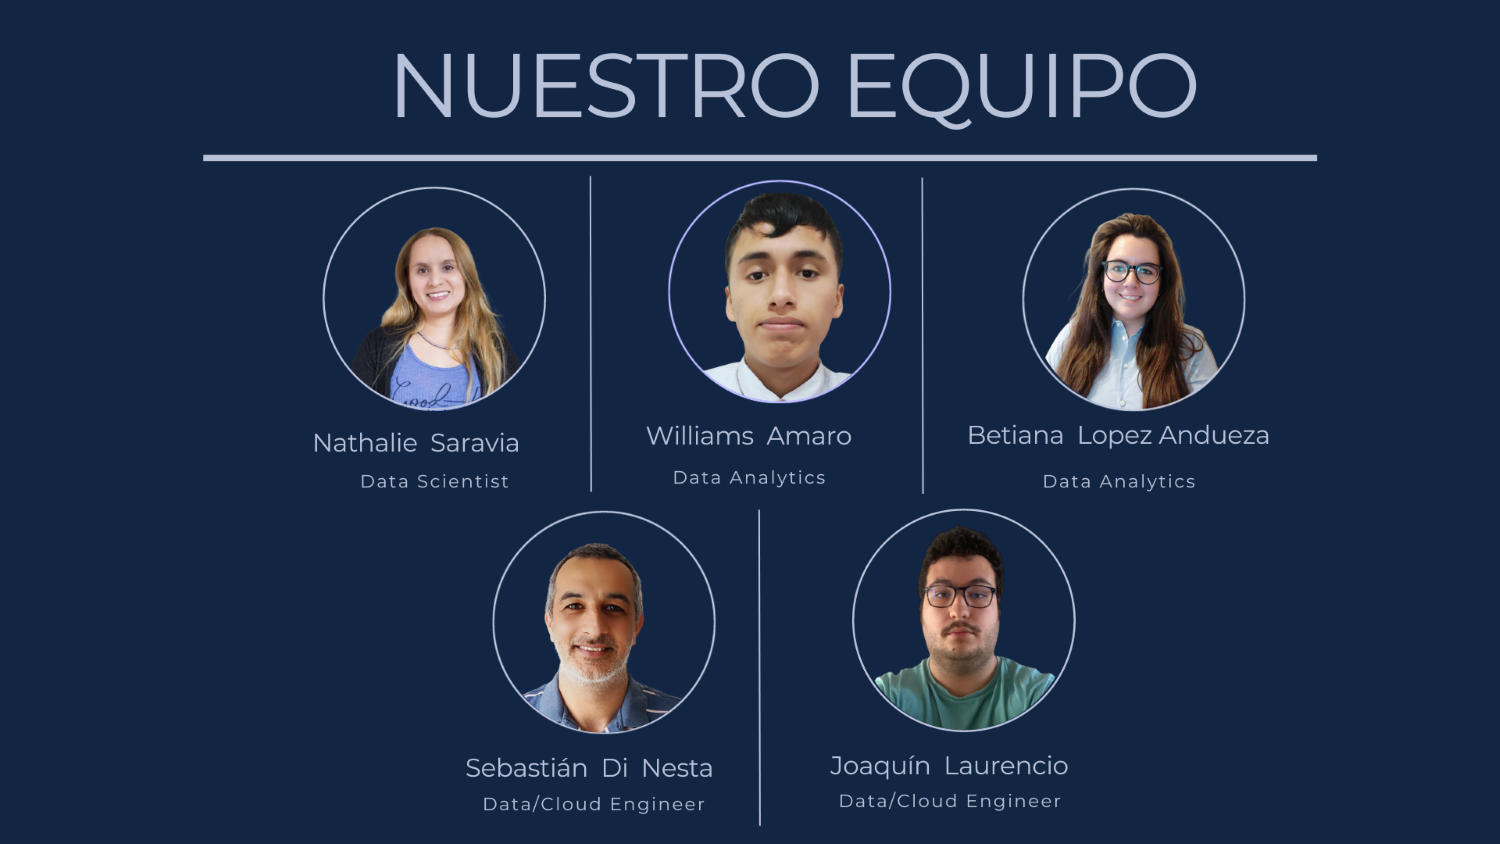 NUESTRO EQUIPO
Nathalie Saravia
Data Scientist
Williams Amaro
Data Analytics
Betiana Lopez Andueza
Data Analytics
Sebastián Di Nesta
Data/Cloud Engineer
Joaquín Laurencio
Data/Cloud Engineer